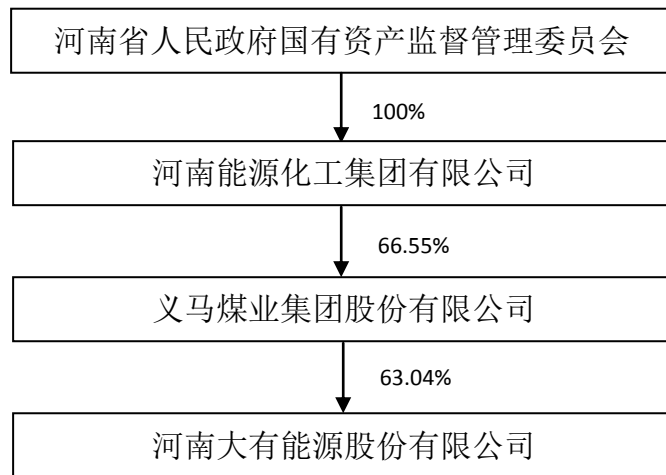 河南省人民政府国有资产监督管理委员会
100%
河南能源化工集团有限公司
66.55%
义马煤业集团股份有限公司
63.04%
河南大有能源股份有限公司